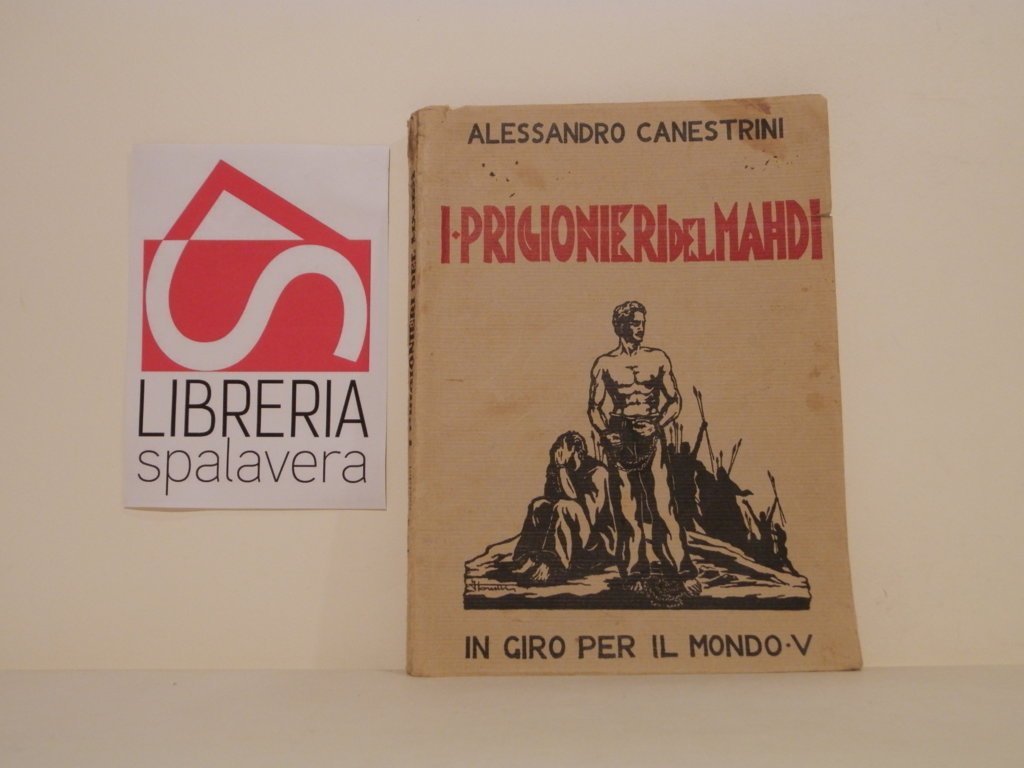 LIBRERIA
spalavera
ALESSANDRO CANESTRINI
I·PRIGIONIERI DEL MAHDI
IN GIRO PER IL MONDO·V